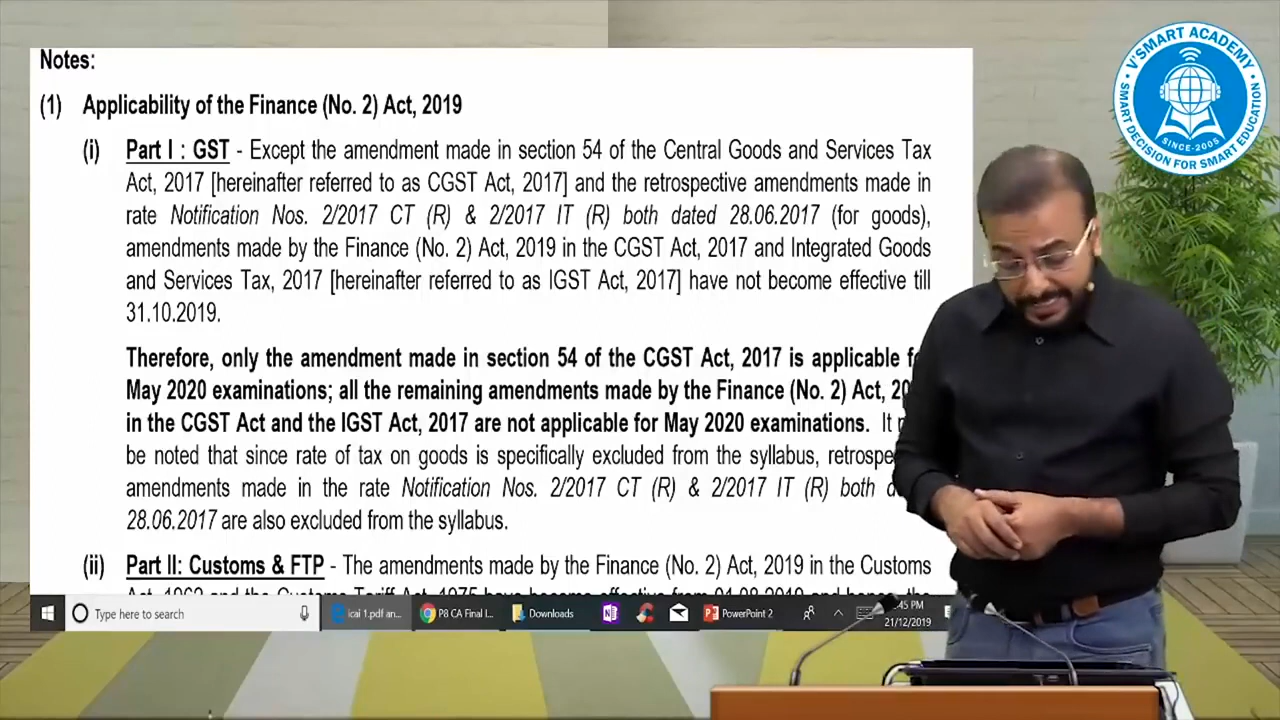 Notes:
(1) Applicability of the Finance (No. 2) Act, 2019
(i) Part I : GST - Except the amendment made in section 54 of the Central Goods and Services Tax
Act, 2017 [hereinafter referred to as CGST Act, 2017] and the retrospective amendments made in
rate Notification Nos. 2/2017 CT (R) & 2/2017 IT (R) both dated 28.06.2017 (for goods),
amendments made by the Finance (No. 2) Act, 2019 in the CGST Act, 2017 and Integrated Goods
and Services Tax, 2017 [hereinafter referred to as IGST Act, 2017] have not become effective till
31.10.2019.
Therefore, only the amendment made in section 54 of the CGST Act, 2017 is applicable
May 2020 examinations; all the remaining amendments made by the Finance (No. 2) Act,
in the CGST Act and the IGST Act, 2017 are not applicable for May 2020 examinations. It
be noted that since rate of tax on goods is specifically excluded from the syllabus,
amendments made in the rate Notification Nos. 2/2017 CT (R) & 2/2017 IT (R) both
28.06.2017 are also excluded from the syllabus.
(ii) Part II: Customs & FTP - The amendments made by the Finance (No. 2) Act, 2019 in the Customs
Type here to search
icai 1.pdf an...
P8 CA Final I...
Downloads
PowerPoint 2
:45 PM
21/12/2019
V'SMART ACADEMY
SINCE-2005
SMART DECISION FOR SMART EDUCATION